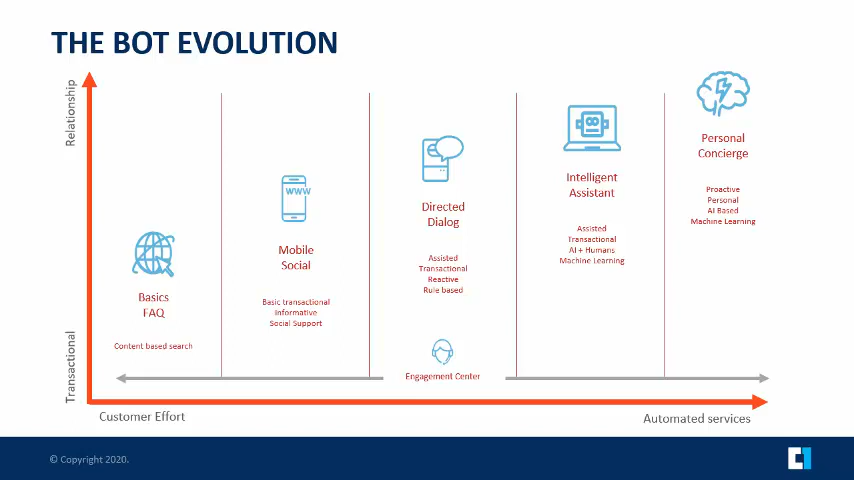 THE BOT EVOLUTION
Relationship
Transactional
Basics
FAQ
Content based search
www
Mobile
Social
Basic transactional
Informative
Social Support
Directed
Dialog
Assisted
Transactional
Reactive
Rule based
Intelligent
Assistant
Assisted
Transactional
AI + Humans
Machine Learning
Personal
Concierge
Proactive
Personal
AI Based
Machine Learning
Engagement Center
Customer Effort
Automated services
© Copyright 2020.